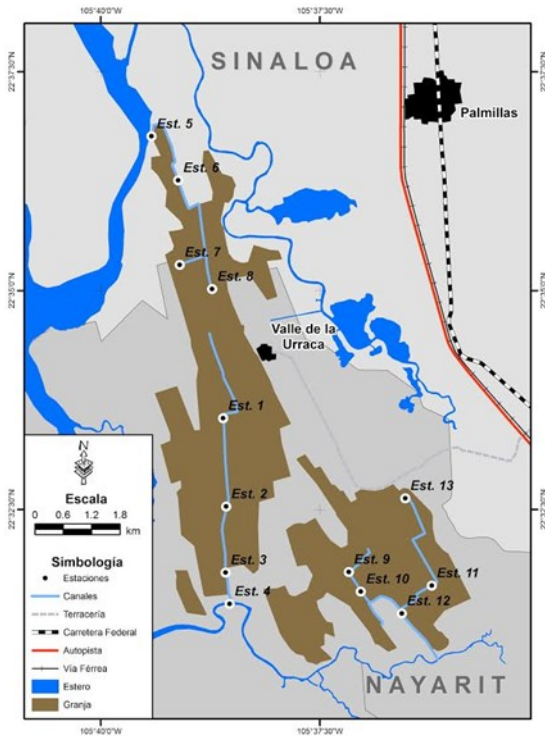 105°40'0"W
105°37'30"W
22°37'30"N
22°37'30"N
SINALOA
Palmillas
Est. 5
Est. 6
Est. 7
Est. 8
22°35'0"N
22°35'0"N
Valle de la
Urraca
Est. 1
Est. 2
Est. 3
Est. 4
Est. 13
Est. 9
Est. 10
Est. 11
Est. 12
22°32'30"N
22°32'30"N
NAYARIT
N
Escala
0 0.6 1.2 1.8
km
Simbología
Estaciones
Canales
Terracería
Carretera Federal
Autopista
Vía Férrea
Estero
Granja
105°40'0"W
105°37'30"W